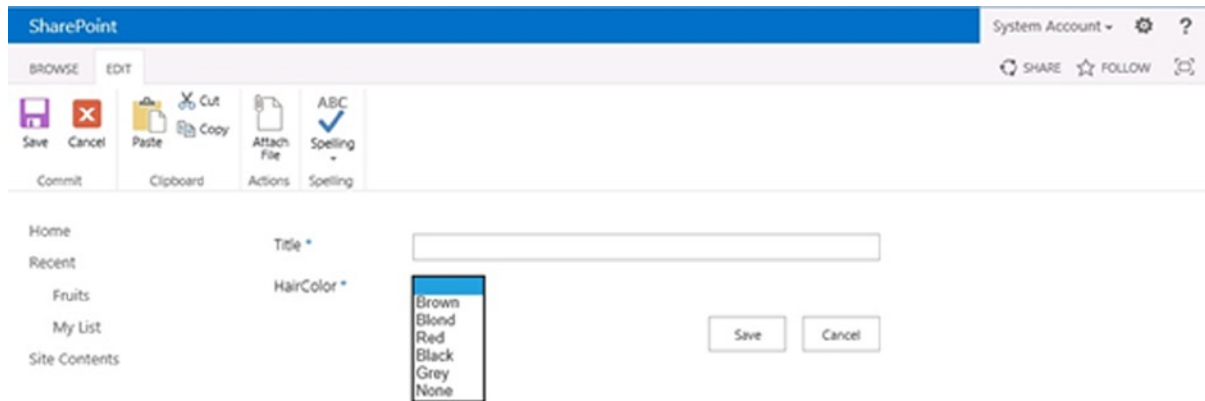 SharePoint
System Account ?
BROWSE EDIT
SHARE FOLLOW
Save Cancel Paste Cut Copy Attach File ABC Spelling
Commit Clipboard Actions Spelling
Home
Title *
Recent
HairColor *
Fruits
Brown
My List
Blond
Red
Save Cancel
Site Contents
Black
Grey
None